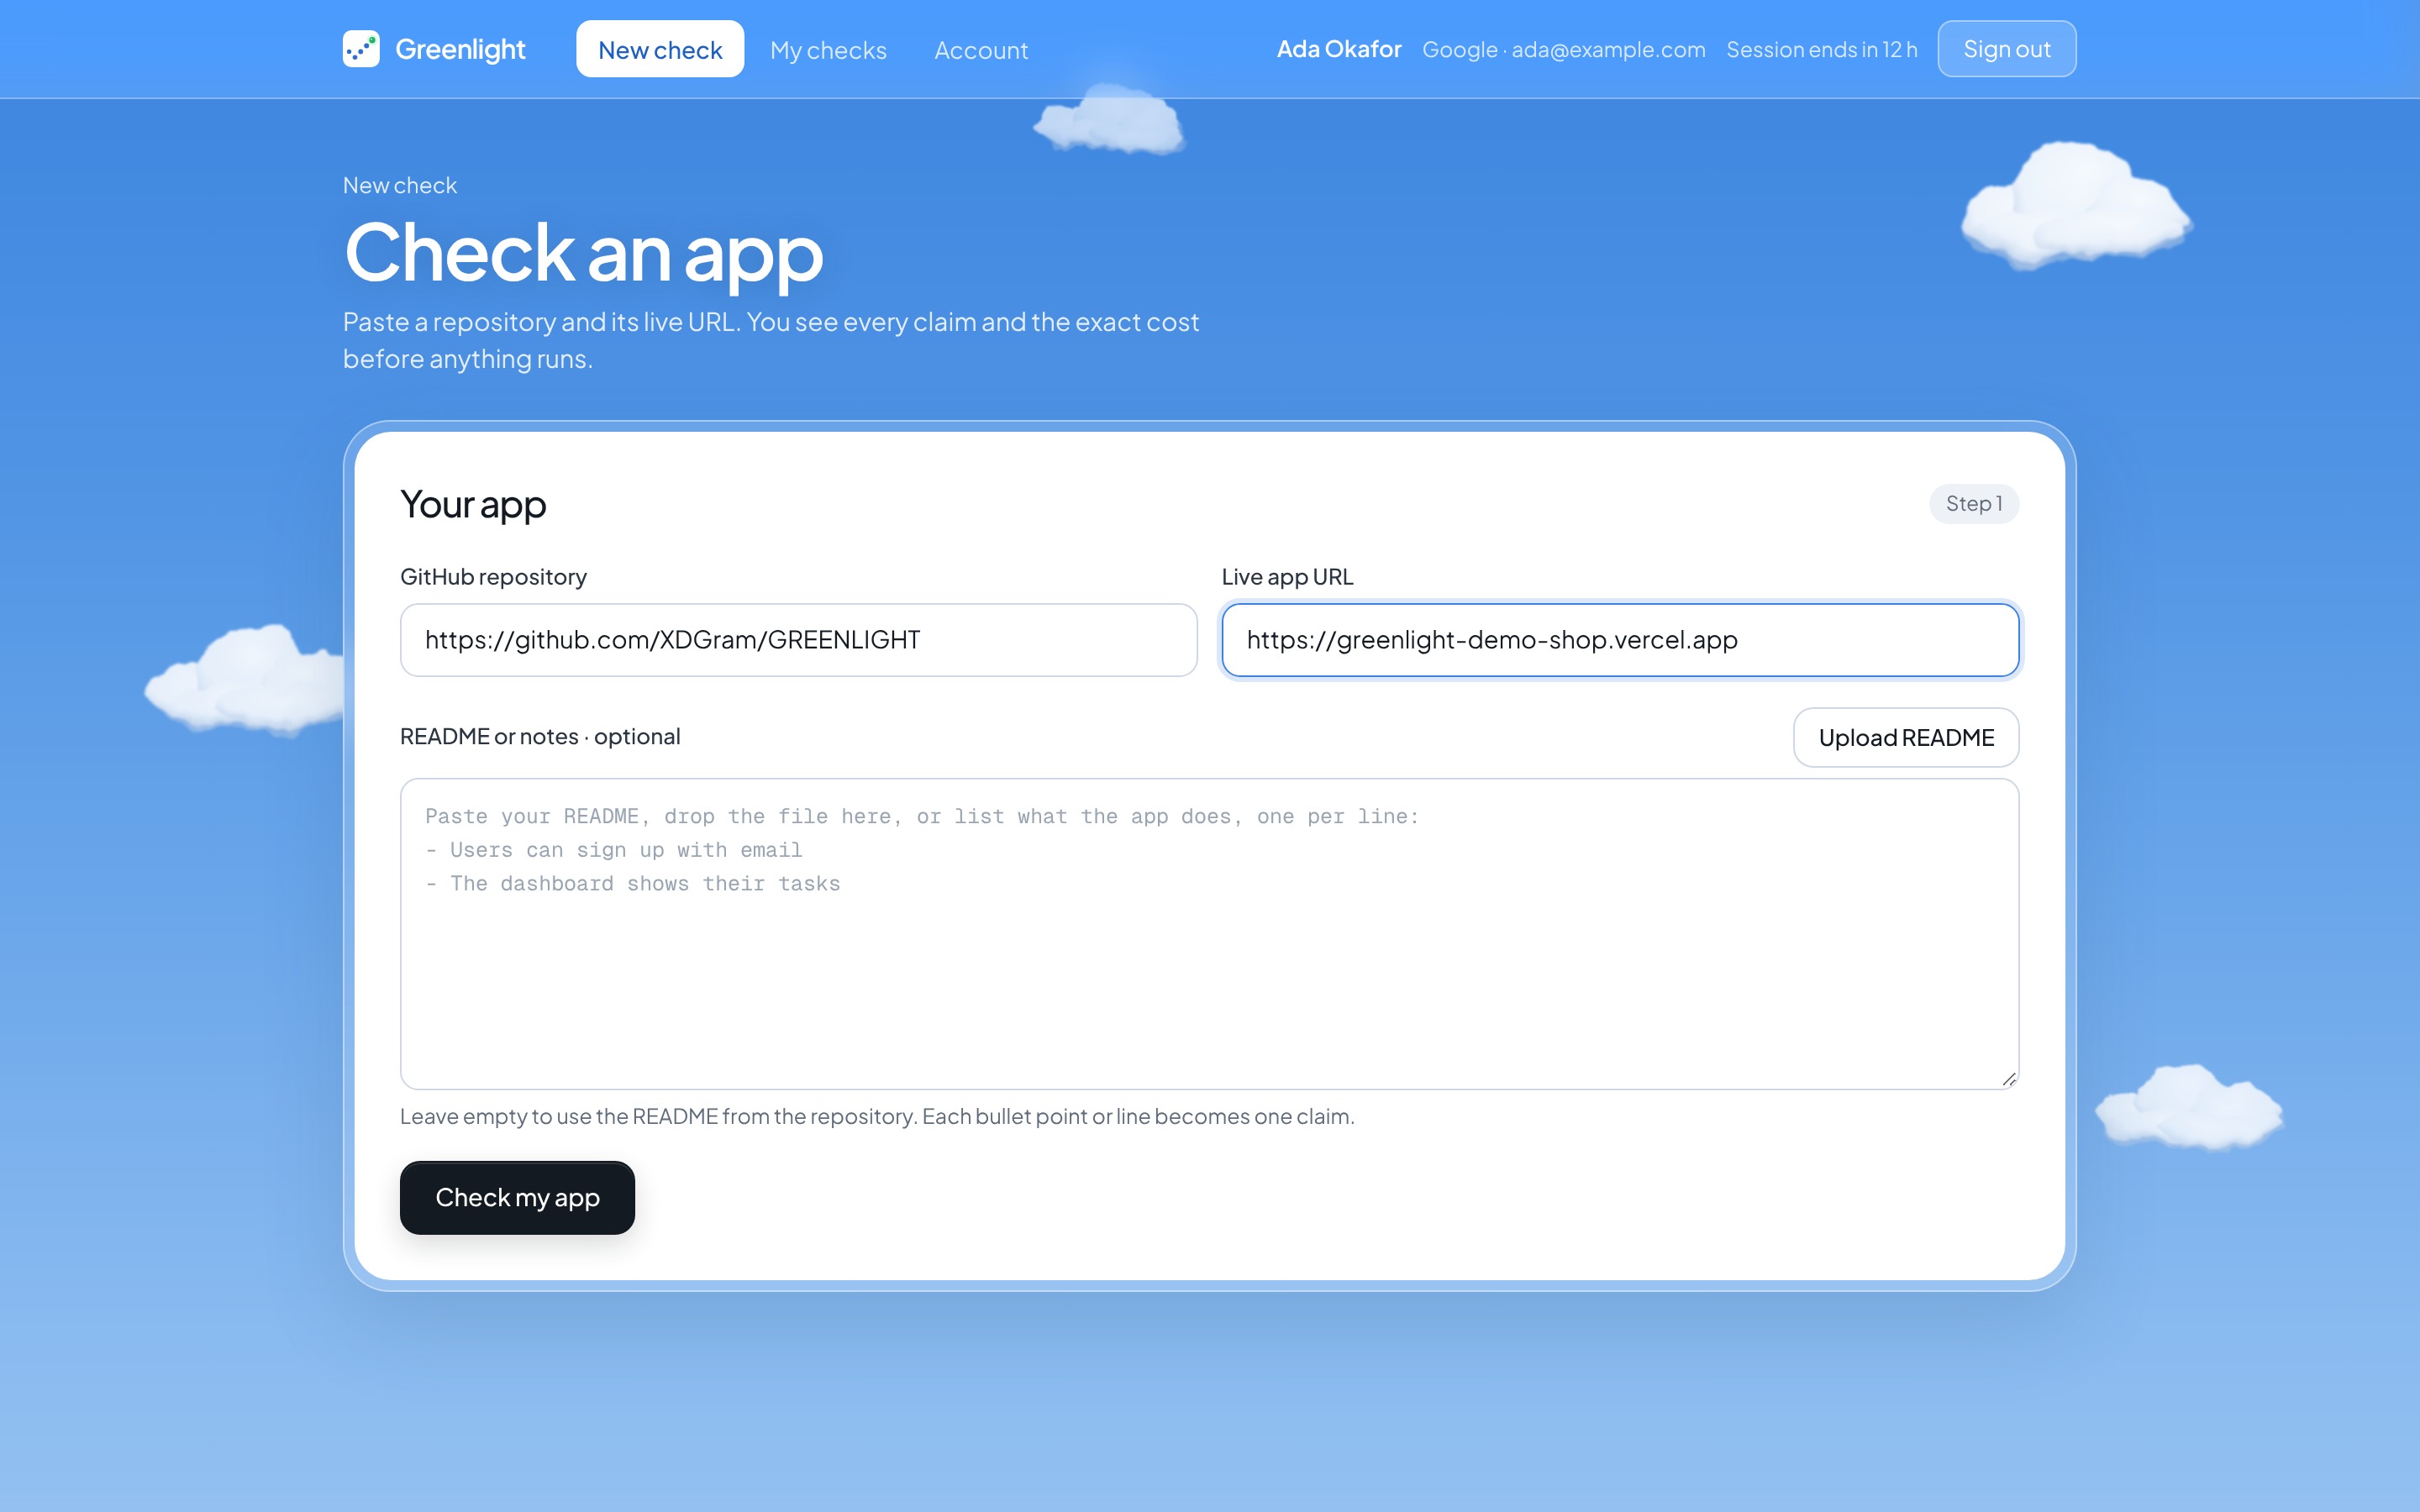 Greenlight
New check
My checks
Account
Ada Okafor
Google · ada@example.com
Session ends in 12 h
Sign out
New check
Check an app
Paste a repository and its live URL. You see every claim and the exact cost
before anything runs.
Your app
Step 1
GitHub repository
Live app URL
https://github.com/XDGram/GREENLIGHT
https://greenlight-demo-shop.vercel.app
README or notes · optional
Upload README
Paste your README, drop the file here, or list what the app does, one per line:
- Users can sign up with email
- The dashboard shows their tasks
Leave empty to use the README from the repository. Each bullet point or line becomes one claim.
Check my app